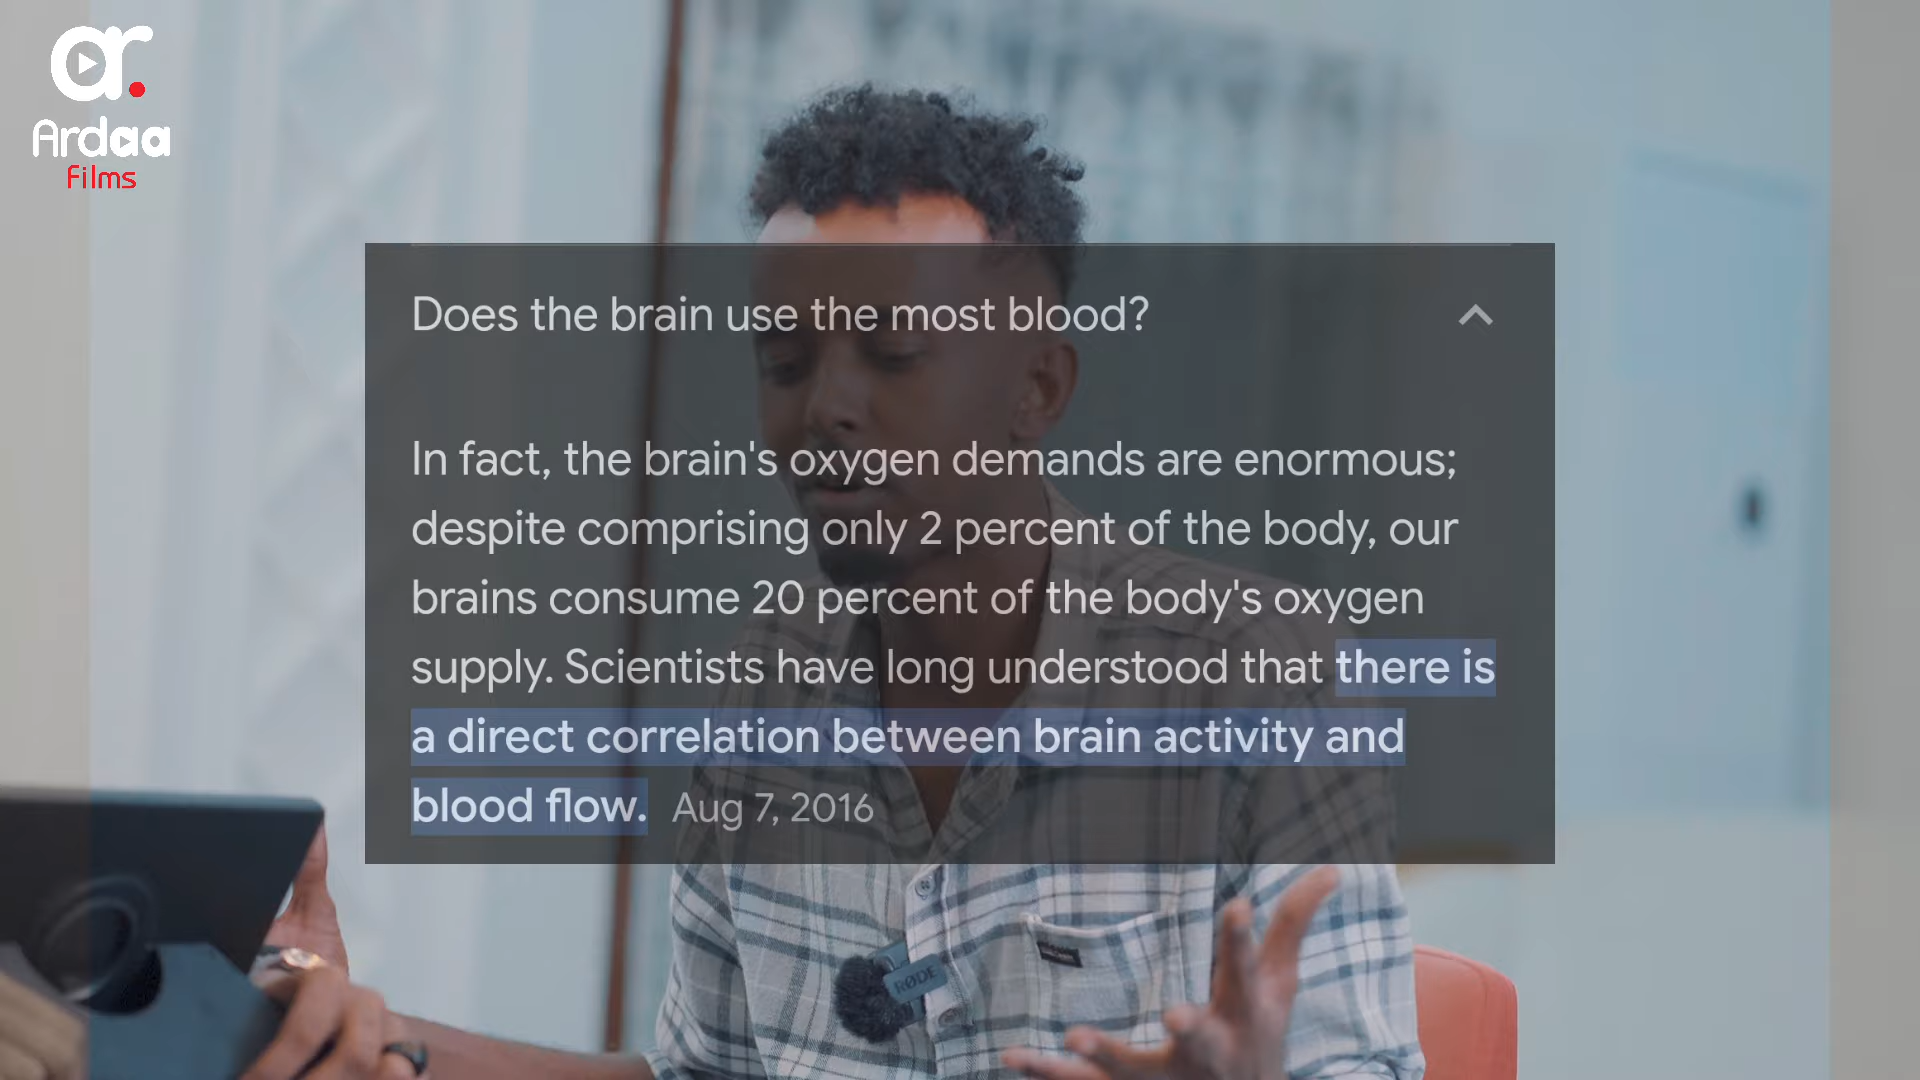 ar.
Ardaa
Films
Does the brain use the most blood?
In fact, the brain's oxygen demands are enormous;
despite comprising only 2 percent of the body, our
brains consume 20 percent of the body's oxygen
supply. Scientists have long understood that there is
a direct correlation between brain activity and
blood flow. Aug 7, 2016
RØDE